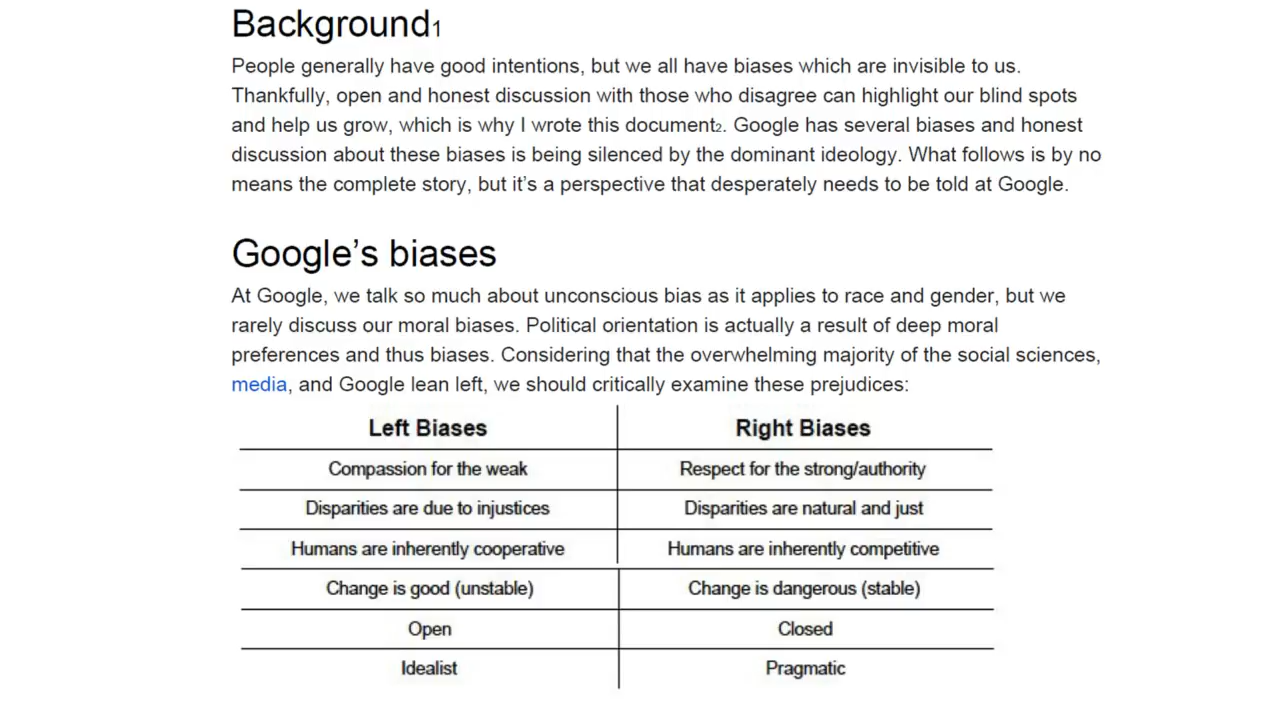 Background1
People generally have good intentions, but we all have biases which are invisible to us.
Thankfully, open and honest discussion with those who disagree can highlight our blind spots
and help us grow, which is why I wrote this document2. Google has several biases and honest
discussion about these biases is being silenced by the dominant ideology. What follows is by no
means the complete story, but it's a perspective that desperately needs to be told at Google.
Google's biases
At Google, we talk so much about unconscious bias as it applies to race and gender, but we
rarely discuss our moral biases. Political orientation is actually a result of deep moral
preferences and thus biases. Considering that the overwhelming majority of the social sciences,
media, and Google lean left, we should critically examine these prejudices:
Left Biases Right Biases
Compassion for the weak Respect for the strong/authority
Disparities are due to injustices Disparities are natural and just
Humans are inherently cooperative Humans are inherently competitive
Change is good (unstable) Change is dangerous (stable)
Open Closed
Idealist Pragmatic